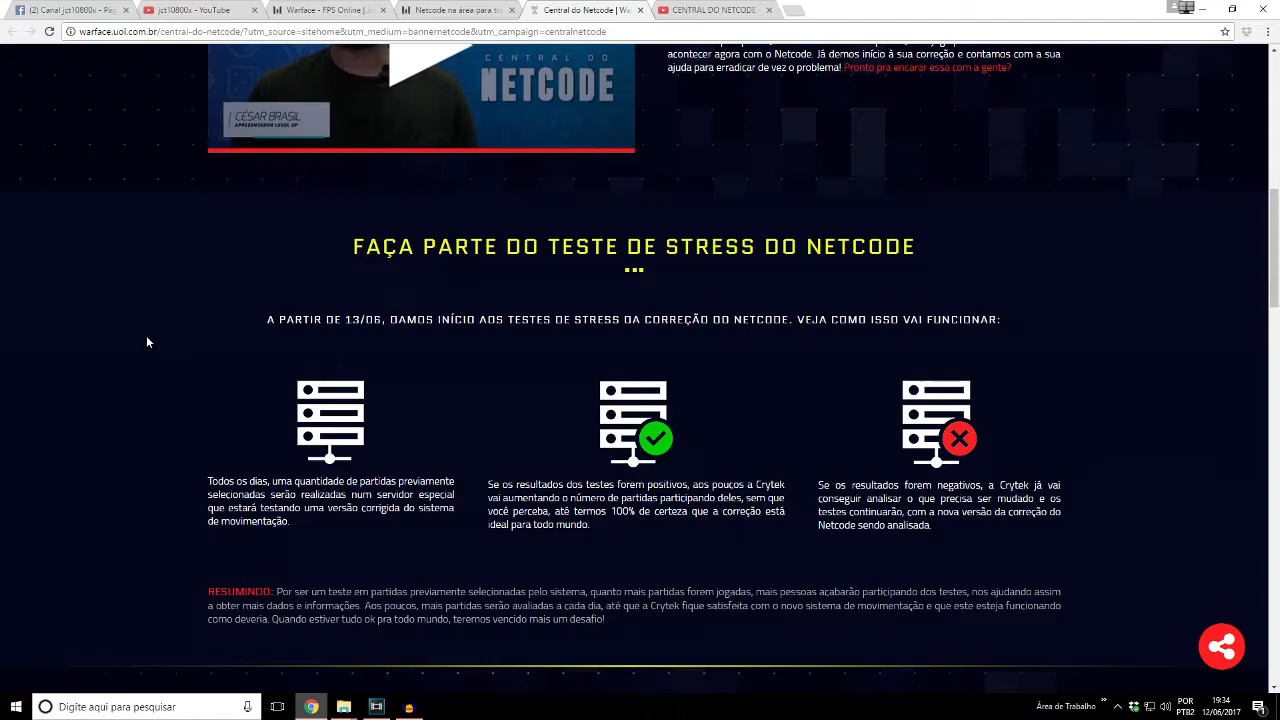 Canal jct10800x - Pág
jct10800x - YouTube
Warface - FPS Online | Jo
Netcode na área para tra
Central do Netcode | Wa
CENTRAL DO NETCODE
warface.uol.com.br/central-do-netcode/?utm_source=sitehome&utm_medium=bannernetcode&utm_campaign=centralnetcode
acontecer agora com o Netcode. Já demos início à sua correção e contamos com a sua
ajuda para erradicar de vez o problema! Pronto pra encarar essa com a gente?
CENTRAL DO
NETCODE
CÉSAR BRASIL
APRESENTADOR LEVEL UP
FAÇA PARTE DO TESTE DE STRESS DO NETCODE
A PARTIR DE 13/06, DAMOS INÍCIO AOS TESTES DE STRESS DA CORREÇÃO DO NETCODE. VEJA COMO ISSO VAI FUNCIONAR:
Todos os dias, uma quantidade de partidas previamente
selecionadas serão realizadas num servidor especial
que estará testando uma versão corrigida do sistema
de movimentação.
Se os resultados dos testes forem positivos, aos poucos a Crytek
vai aumentando o número de partidas participando deles, sem que
você perceba, até termos 100% de certeza que a correção está
ideal para todo mundo.
Se os resultados forem negativos, a Crytek já vai
conseguir analisar o que precisa ser mudado e os
testes continuarão, com a nova versão da correção do
Netcode sendo analisada.
RESUMINDO: Por ser um teste em partidas previamente selecionadas pelo sistema, quanto mais partidas forem jogadas, mais pessoas acabarão participando dos testes, nos ajudando assim
a obter mais dados e informações. Aos poucos, mais partidas serão avaliadas a cada dia, até que a Crytek fique satisfeita com o novo sistema de movimentação e que este esteja funcionando
como deveria. Quando estiver tudo ok pra todo mundo, teremos vencido mais um desafio!
Digite aqui para pesquisar
Área de Trabalho
POR
PTB2
19:34
12/06/2017